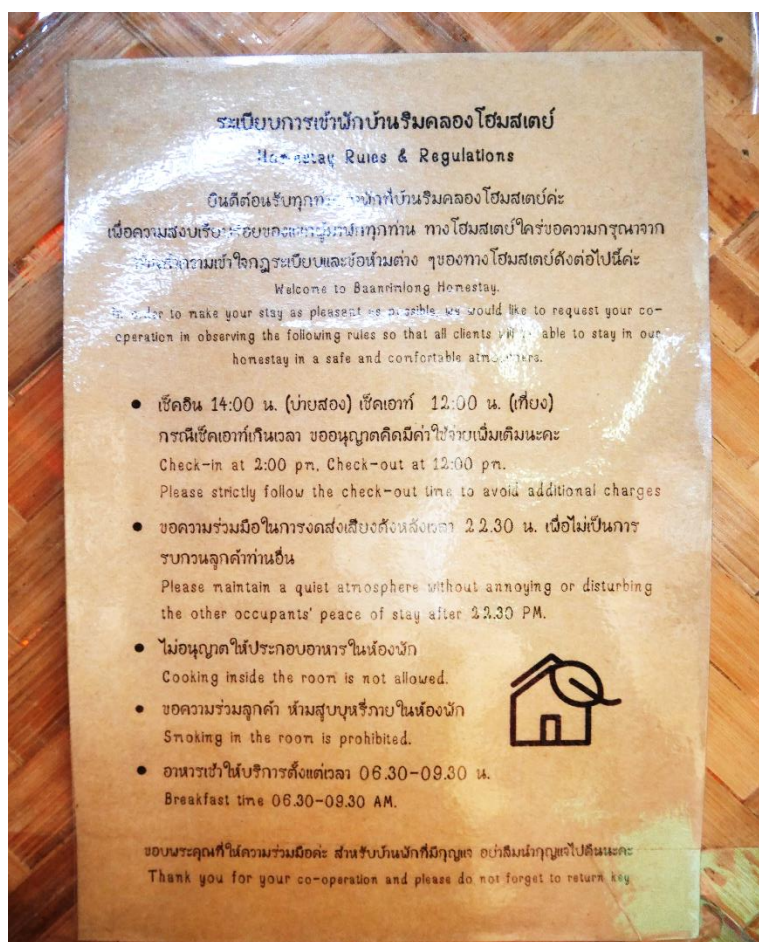 ระเบียบการเข้าพักบ้านริมคลองโฮมสเตย์
Homestay Rules & Regulations
ยินดีต้อนรับทุกท่าน พักที่บ้านริมคลองโฮมสเตย์ค่ะ
เพื่อความสงบเรียบร้อยของแขกผู้มาพักทุกท่าน ทางโฮมสเตย์ใคร่ขอความกรุณาจาก
ความเข้าใจกฎระเบียบและข้อห้ามต่าง ๆของทางโฮมสเตย์ดังต่อไปนี้ค่ะ
Welcome to Baanrimlong Homestay.
In order to make your stay as pleasant as possible, we would like to request your co-
operation in observing the following rules so that all clients will be able to stay in our
homestay in a safe and comfortable
● เช็คอิน 14:00 น. (บ่ายสอง) เช็คเอาท์ 12:00 น. (เที่ยง)
กรณีเช็คเอาท์เกินเวลา ขออนุญาตคิดมีค่าใช้จ่ายเพิ่มเติมนะคะ
Check-in at 2:00 pm, Check-out at 12:00 pm.
Please strictly follow the check-out time to avoid additional charges
● ขอความร่วมมือในการงดส่งเสียงดังหลังเวลา 22.30 น. เพื่อไม่เป็นการ
รบกวนลูกค้าท่านอื่น
Please maintain a quiet atmosphere without annoying or disturbing
the other occupants' peace of stay after 22.30 PM.
● ไม่อนุญาตให้ประกอบอาหารในห้องพัก
Cooking inside the room is not allowed.
● ขอความร่วมลูกค้า ห้ามสูบบุหรี่ภายในห้องพัก
Smoking in the room is prohibited.
● อาหารเช้าให้บริการตั้งแต่เวลา 06.30-09.30 น.
Breakfast time 06.30-09.30 AM.
ขอบพระคุณที่ให้ความร่วมมือค่ะ สำหรับบ้านพักที่มีกุญแจ อย่าลืมนำกุญแจไปคืนนะคะ
Thank you for your co-operation and please do not forget to return key